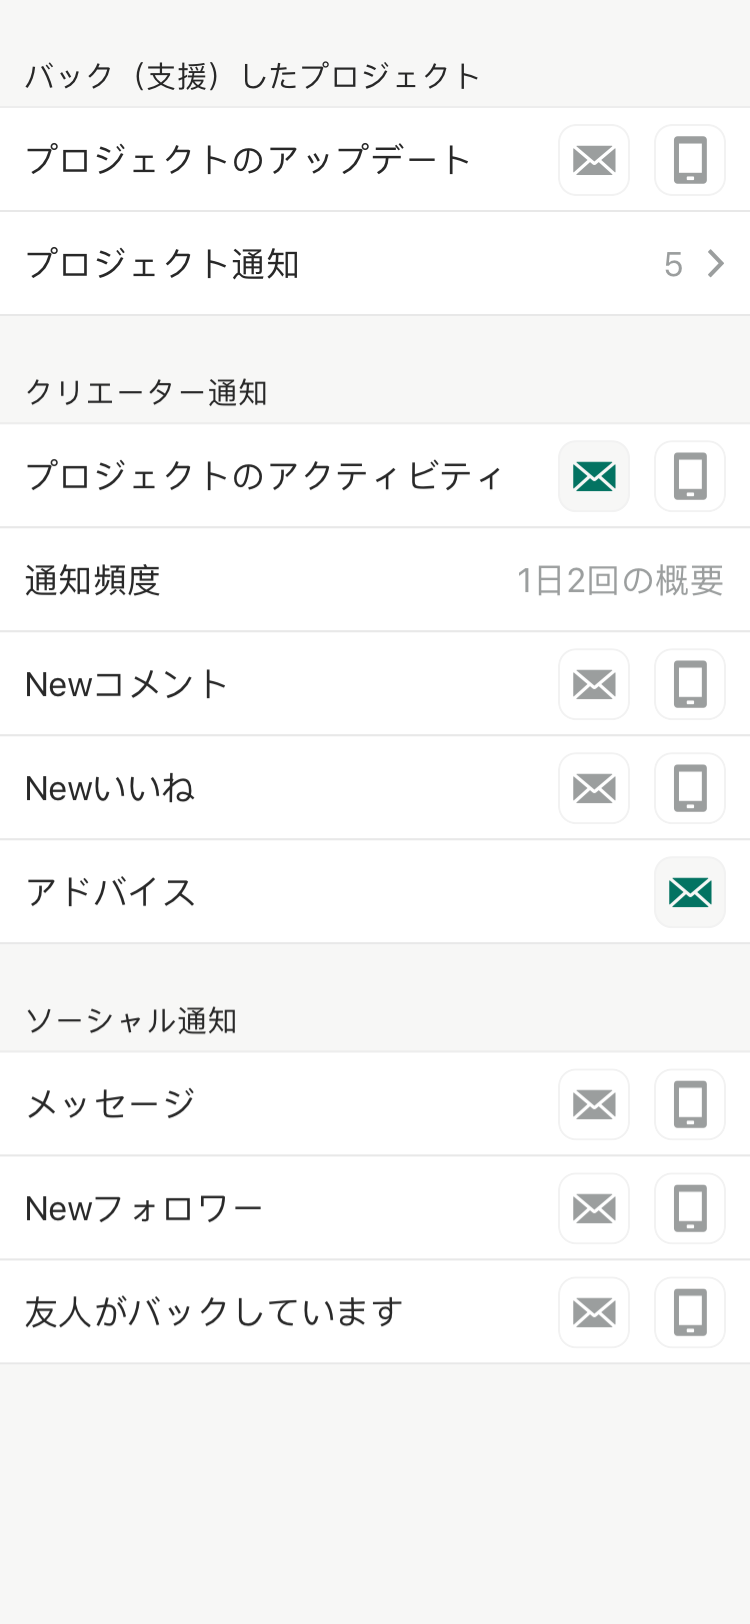 バック（支援）したプロジェクト
プロジェクトのアップデート
プロジェクト通知 5
クリエーター通知
プロジェクトのアクティビティ
通知頻度 1日2回の概要
Newコメント
Newいいね
アドバイス
ソーシャル通知
メッセージ
Newフォロワー
友人がバックしています